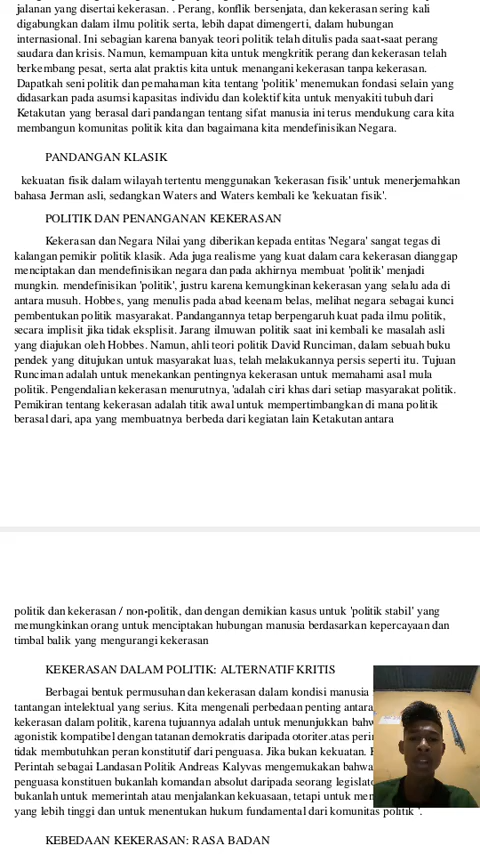 jalanan yang disertai kekerasan. . Perang, konflik bersenjata, dan kekerasan sering kali
digabungkan dalam ilmu politik serta, lebih dapat dimengerti, dalam hubungan
internasional. Ini sebagian karena banyak teori politik telah ditulis pada saat-saat perang
saudara dan krisis. Namun, kemampuan kita untuk mengkritik perang dan kekerasan telah
berkembang pesat, serta alat praktis kita untuk menangani kekerasan tanpa kekerasan.
Dapatkah seni politik dan pemahaman kita tentang 'politik' menemukan fondasi selain yang
didasarkan pada asumsi kapasitas individu dan kolektif kita untuk menyakiti tubuh dari
Ketakutan yang berasal dari pandangan tentang sifat manusia ini terus mendukung cara kita
membangun komunitas politik kita dan bagaimana kita mendefinisikan Negara.
PANDANGAN KLASIK
kekuatan fisik dalam wilayah tertentu menggunakan 'kekerasan fisik' untuk menerjemahkan
bahasa Jerman asli, sedangkan Waters and Waters kembali ke 'kekuatan fisik'.
POLITIK DAN PENANGANAN KEKERASAN
Kekerasan dan Negara Nilai yang diberikan kepada entitas 'Negara' sangat tegas di
kalangan pemikir politik klasik. Ada juga realisme yang kuat dalam cara kekerasan dianggap
menciptakan dan mendefinisikan negara dan pada akhirnya membuat 'politik' menjadi
mungkin. mendefinisikan 'politik', justru karena kemungkinan kekerasan yang selalu ada di
antara musuh. Hobbes, yang menulis pada abad keenam belas, melihat negara sebagai kunci
pembentukan politik masyarakat. Pandangannya tetap berpengaruh kuat pada ilmu politik,
secara implisit jika tidak eksplisit. Jarang ilmuwan politik saat ini kembali ke masalah asli
yang diajukan oleh Hobbes. Namun, ahli teori politik David Runciman, dalam sebuah buku
pendek yang ditujukan untuk masyarakat luas, telah melakukannya persis seperti itu. Tujuan
Runciman adalah untuk menekankan pentingnya kekerasan untuk memahami asal mula
politik. Pengendalian kekerasan menurutnya, 'adalah ciri khas dari setiap masyarakat politik.
Pemikiran tentang kekerasan adalah titik awal untuk mempertimbangkan di mana politik
berasal dari, apa yang membuatnya berbeda dari kegiatan lain Ketakutan antara
politik dan kekerasan / non-politik, dan dengan demikian kasus untuk 'politik stabil' yang
memungkinkan orang untuk menciptakan hubungan manusia berdasarkan kepercayaan dan
timbal balik yang mengurangi kekerasan
KEKERASAN DALAM POLITIK: ALTERNATIF KRITIS
Berbagai bentuk permusuhan dan kekerasan dalam kondisi manusia
tantangan intelektual yang serius. Kita mengenali perbedaan penting antara
kekerasan dalam politik, karena tujuannya adalah untuk menunjukkan
agonistik kompatibel dengan tatanan demokratis daripada otoriter.atas
tidak membutuhkan peran konstitutif dari penguasa. Jika bukan kekuatan.
Perintah sebagai Landasan Politik Andreas Kalyvas mengemukakan bahwa
penguasa konstituen bukanlah komandan absolut daripada seorang
bukanlah untuk memerintah atau menjalankan kekuasaan, tetapi untuk
yang lebih tinggi dan untuk menentukan hukum fundamental dari komunitas politik '.
KEBEDAAN KEKERASAN: RASA BADAN